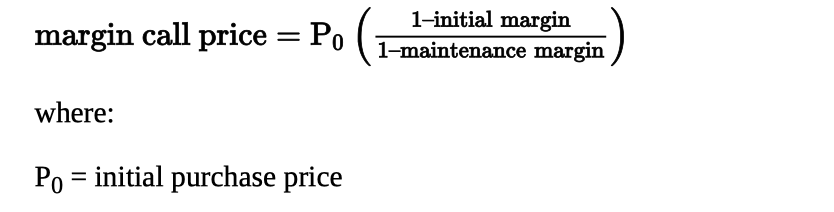 margin call price = P₀ (1–initial margin / 1–maintenance margin)
where:
P₀ = initial purchase price